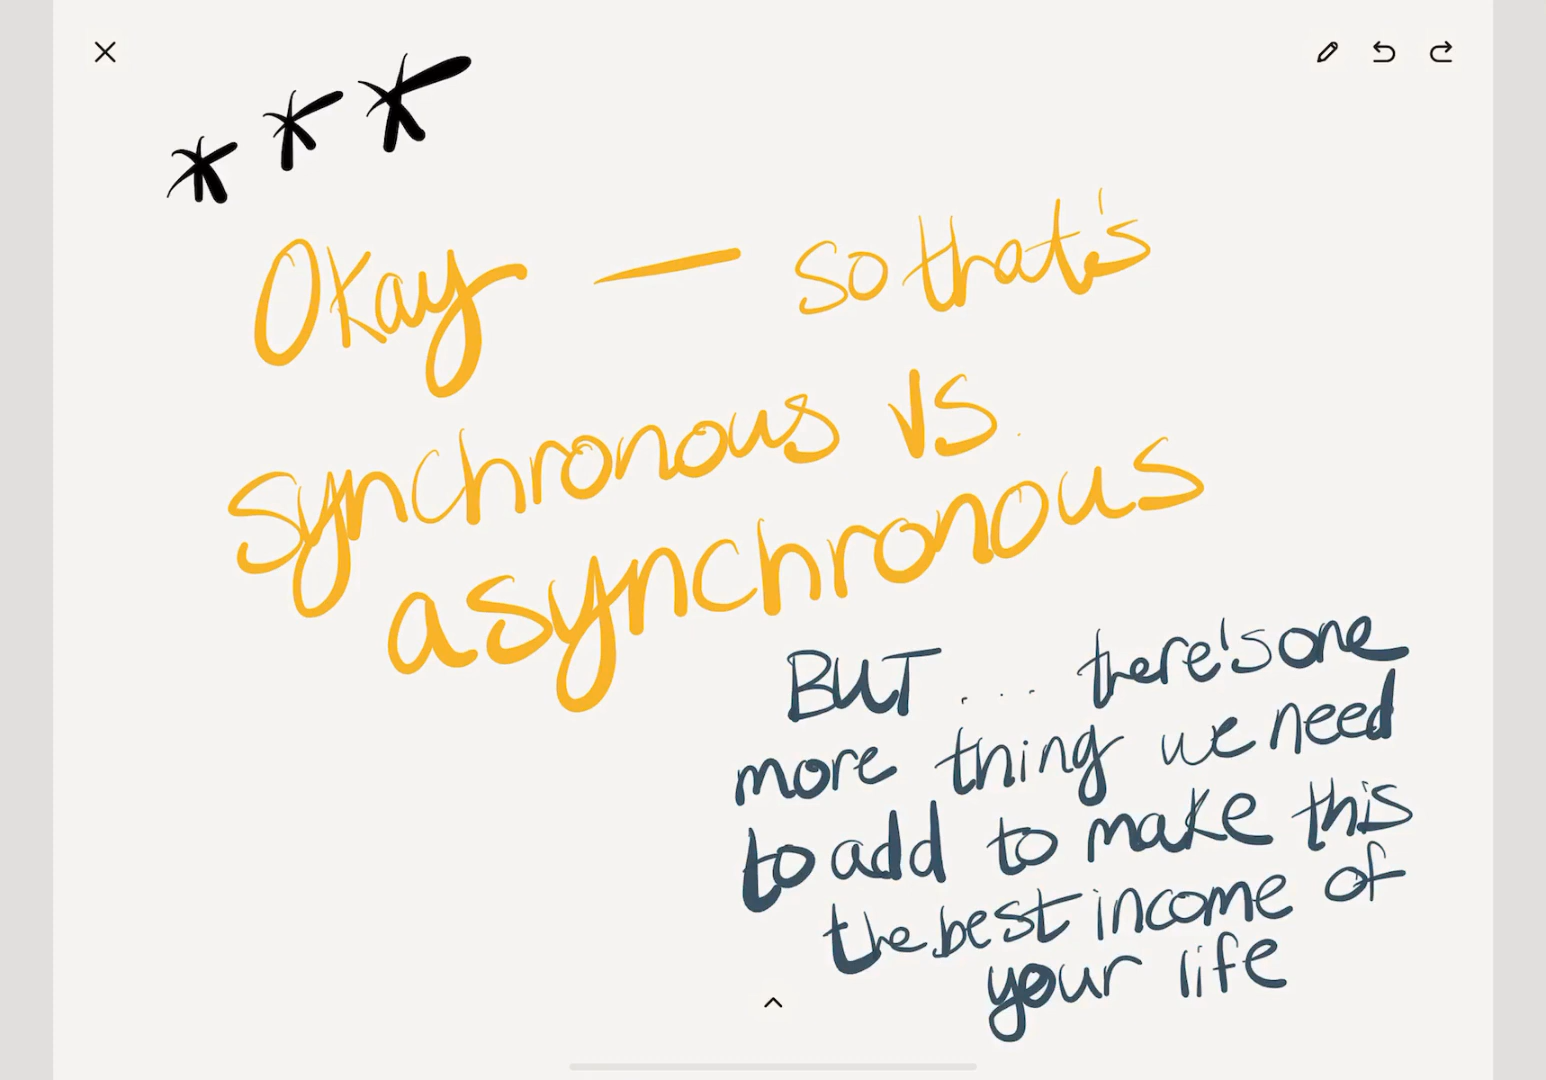 ***
Okay — so that's
synchronous vs
asynchronous
BUT ... there's one
more thing we need
to add to make this
the best income of
your life